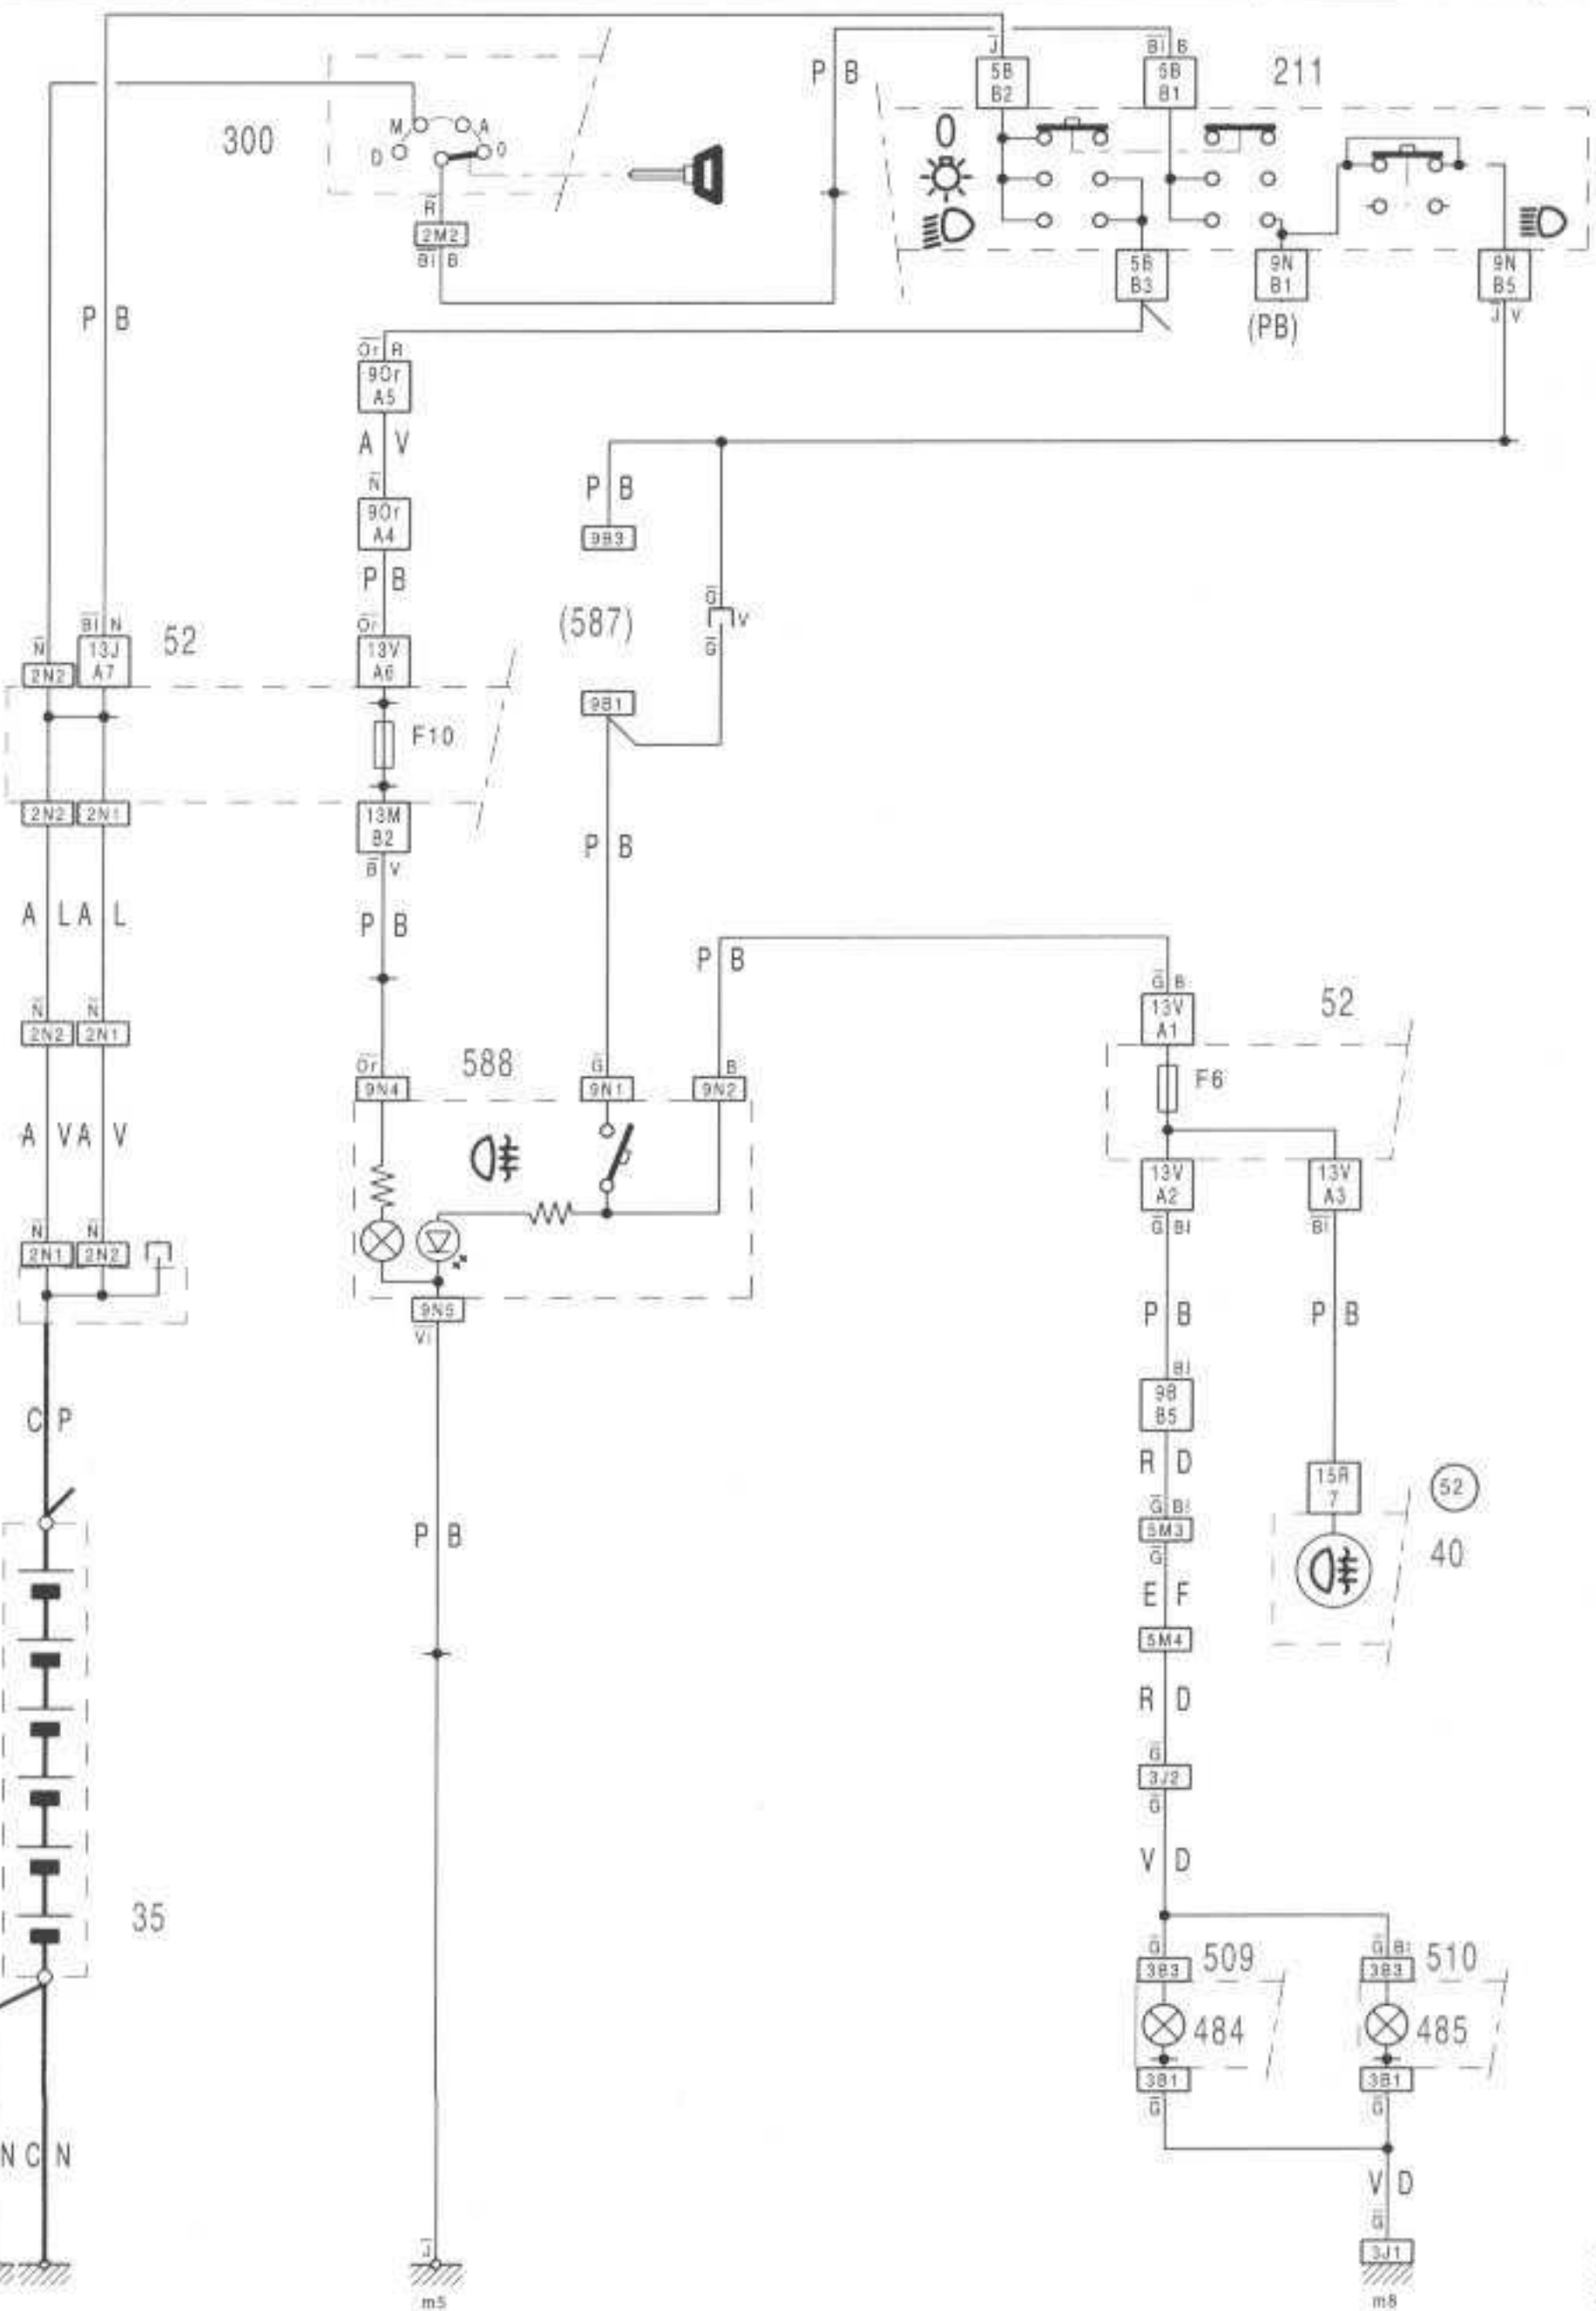 J
Bi B
P B
5B
B2
6B
B1
211
300
M
A
D
O
0
R
2M2
Bi B
5B
B3
9N
B1
(PB)
9N
B5
J V
P B
Or R
9Or
A5
A V
N
9Or
A4
P B
Or
13V
A6
P B
9B3
(587)
G
V
G
9B1
N
2N2
Bi N
13J
A7
52
F10
2N2
2N1
13M
B2
B V
P B
P B
A L A L
P B
N
2N2
N
2N1
G B
13V
A1
52
F6
Or
9N4
588
G
9N1
B
9N2
A V A V
13V
A2
G Bi
13V
A3
Bi
N
2N1
N
2N2
9N5
Vi
P B
P B
C P
Bi
9B
B5
R D
15R
7
52
40
G Bi
5M3
G
E F
5M4
P B
R D
G
3J2
G
V D
35
G
3B3
509
G Bi
3B3
510
484
485
3B1
G
3B1
G
N C N
V D
G
3J1
J
m5
m8